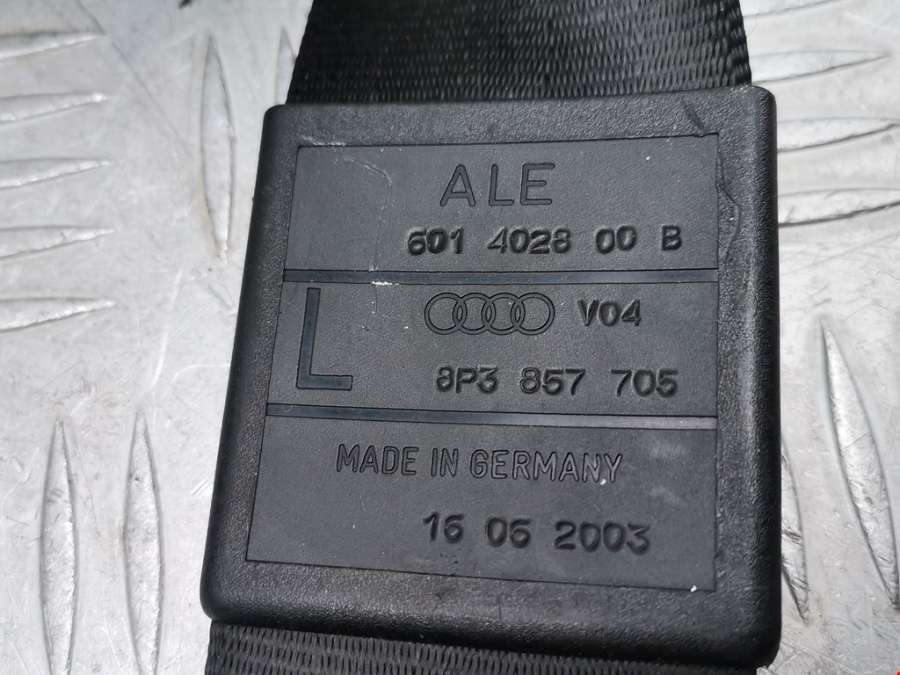 ALE
601 4028 00 B
L
V04
8P3 857 705
MADE IN GERMANY
16 06 2003